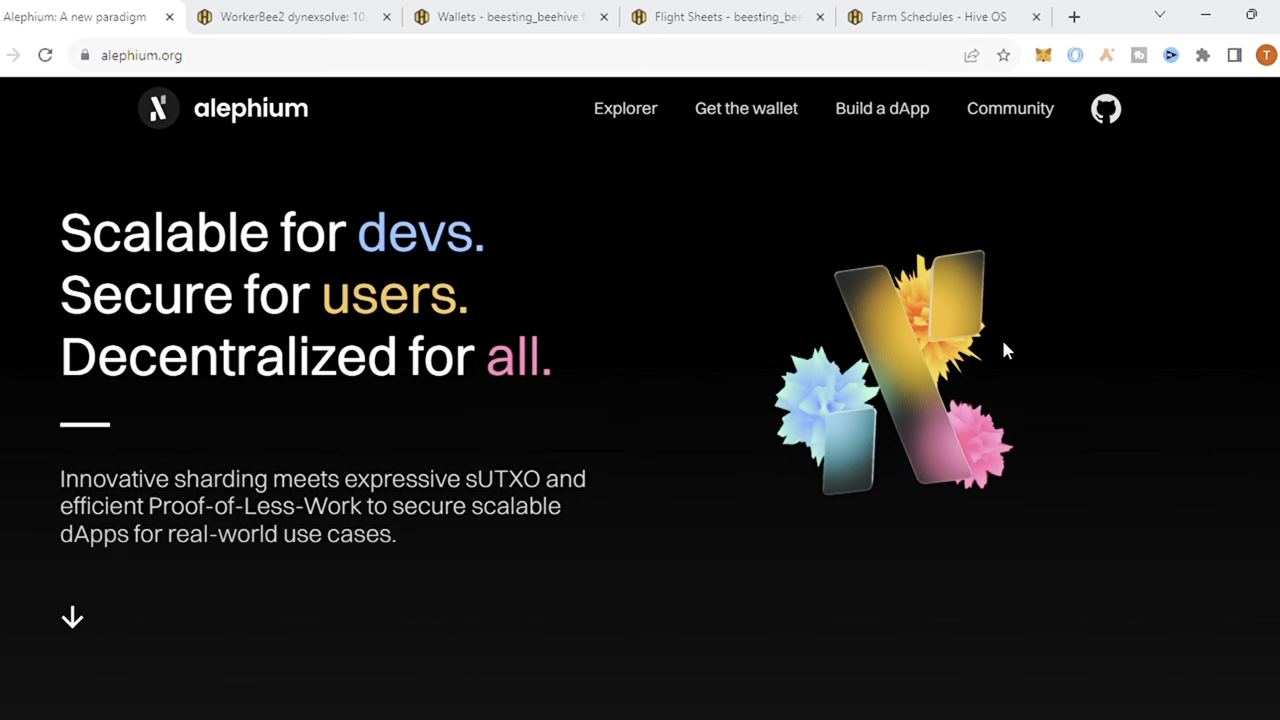 Alephium: A new paradigm
WorkerBee2 dynexsolve: 10.
Wallets - beesting_beehive f
Flight Sheets - beesting_bee
Farm Schedules - Hive OS
alephium.org
T
alephium
Explorer
Get the wallet
Build a dApp
Community
Scalable for devs.
Secure for users.
Decentralized for all.
Innovative sharding meets expressive sUTXO and
efficient Proof-of-Less-Work to secure scalable
dApps for real-world use cases.